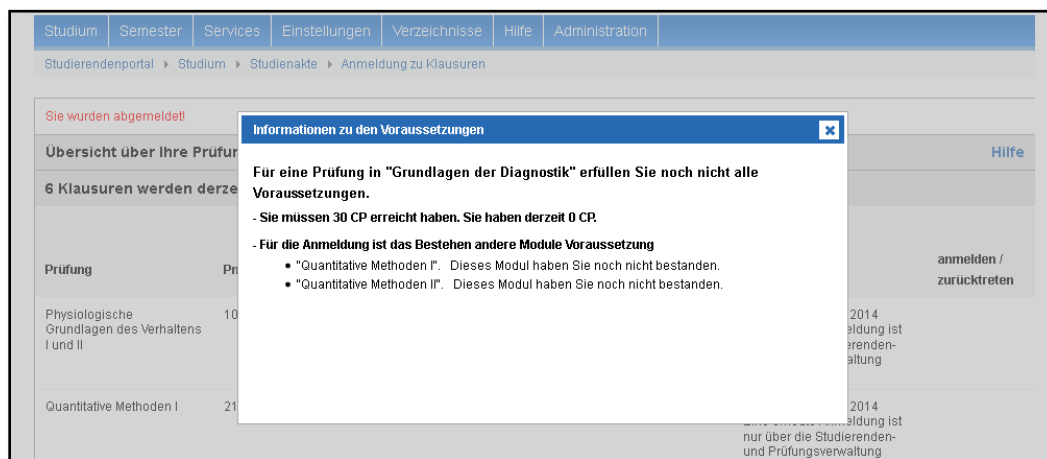 Studium Semester Services Einstellungen Verzeichnisse Hilfe Administration
Studierendenportal Studium Studienakte Anmeldung zu Klausuren
Sie wurden abgemeldet!
Informationen zu den Voraussetzungen
Übersicht über Ihre Prüfur
Hilfe
6 Klausuren werden derze
Für eine Prüfung in "Grundlagen der Diagnostik" erfüllen Sie noch nicht alle
Voraussetzungen.
- Sie müssen 30 CP erreicht haben. Sie haben derzeit 0 CP.
- Für die Anmeldung ist das Bestehen andere Module Voraussetzung
• "Quantitative Methoden I". Dieses Modul haben Sie noch nicht bestanden.
• "Quantitative Methoden II". Dieses Modul haben Sie noch nicht bestanden.
Prüfung
anmelden /
zurücktreten
Physiologische 10
Grundlagen des Verhaltens
I und II
2014
eldung ist
erenden-
altung
Quantitative Methoden I 21
2014
eldung ist
nur über die Studierenden-
und Prüfungsverwaltung